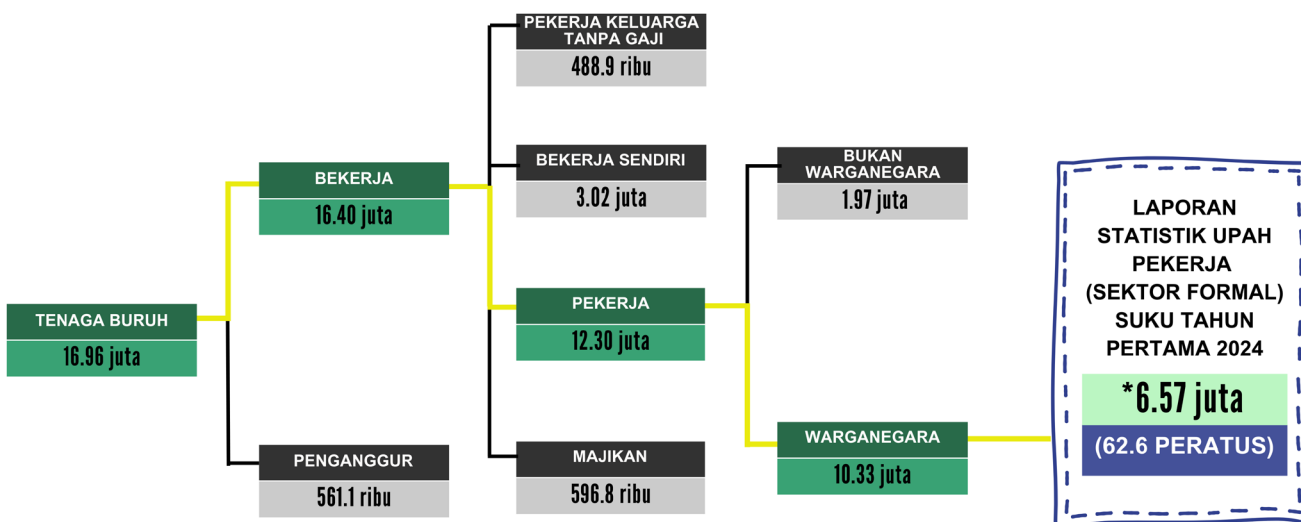 TENAGA BURUH
16.96 juta
BEKERJA
16.40 juta
PENGANGGUR
561.1 ribu
PEKERJA KELUARGA
TANPA GAJI
488.9 ribu
BEKERJA SENDIRI
3.02 juta
PEKERJA
12.30 juta
MAJIKAN
596.8 ribu
BUKAN
WARGANEGARA
1.97 juta
WARGANEGARA
10.33 juta
LAPORAN
STATISTIK UPAH
PEKERJA
(SEKTOR FORMAL)
SUKU TAHUN
PERTAMA 2024
*6.57 juta
(62.6 PERATUS)